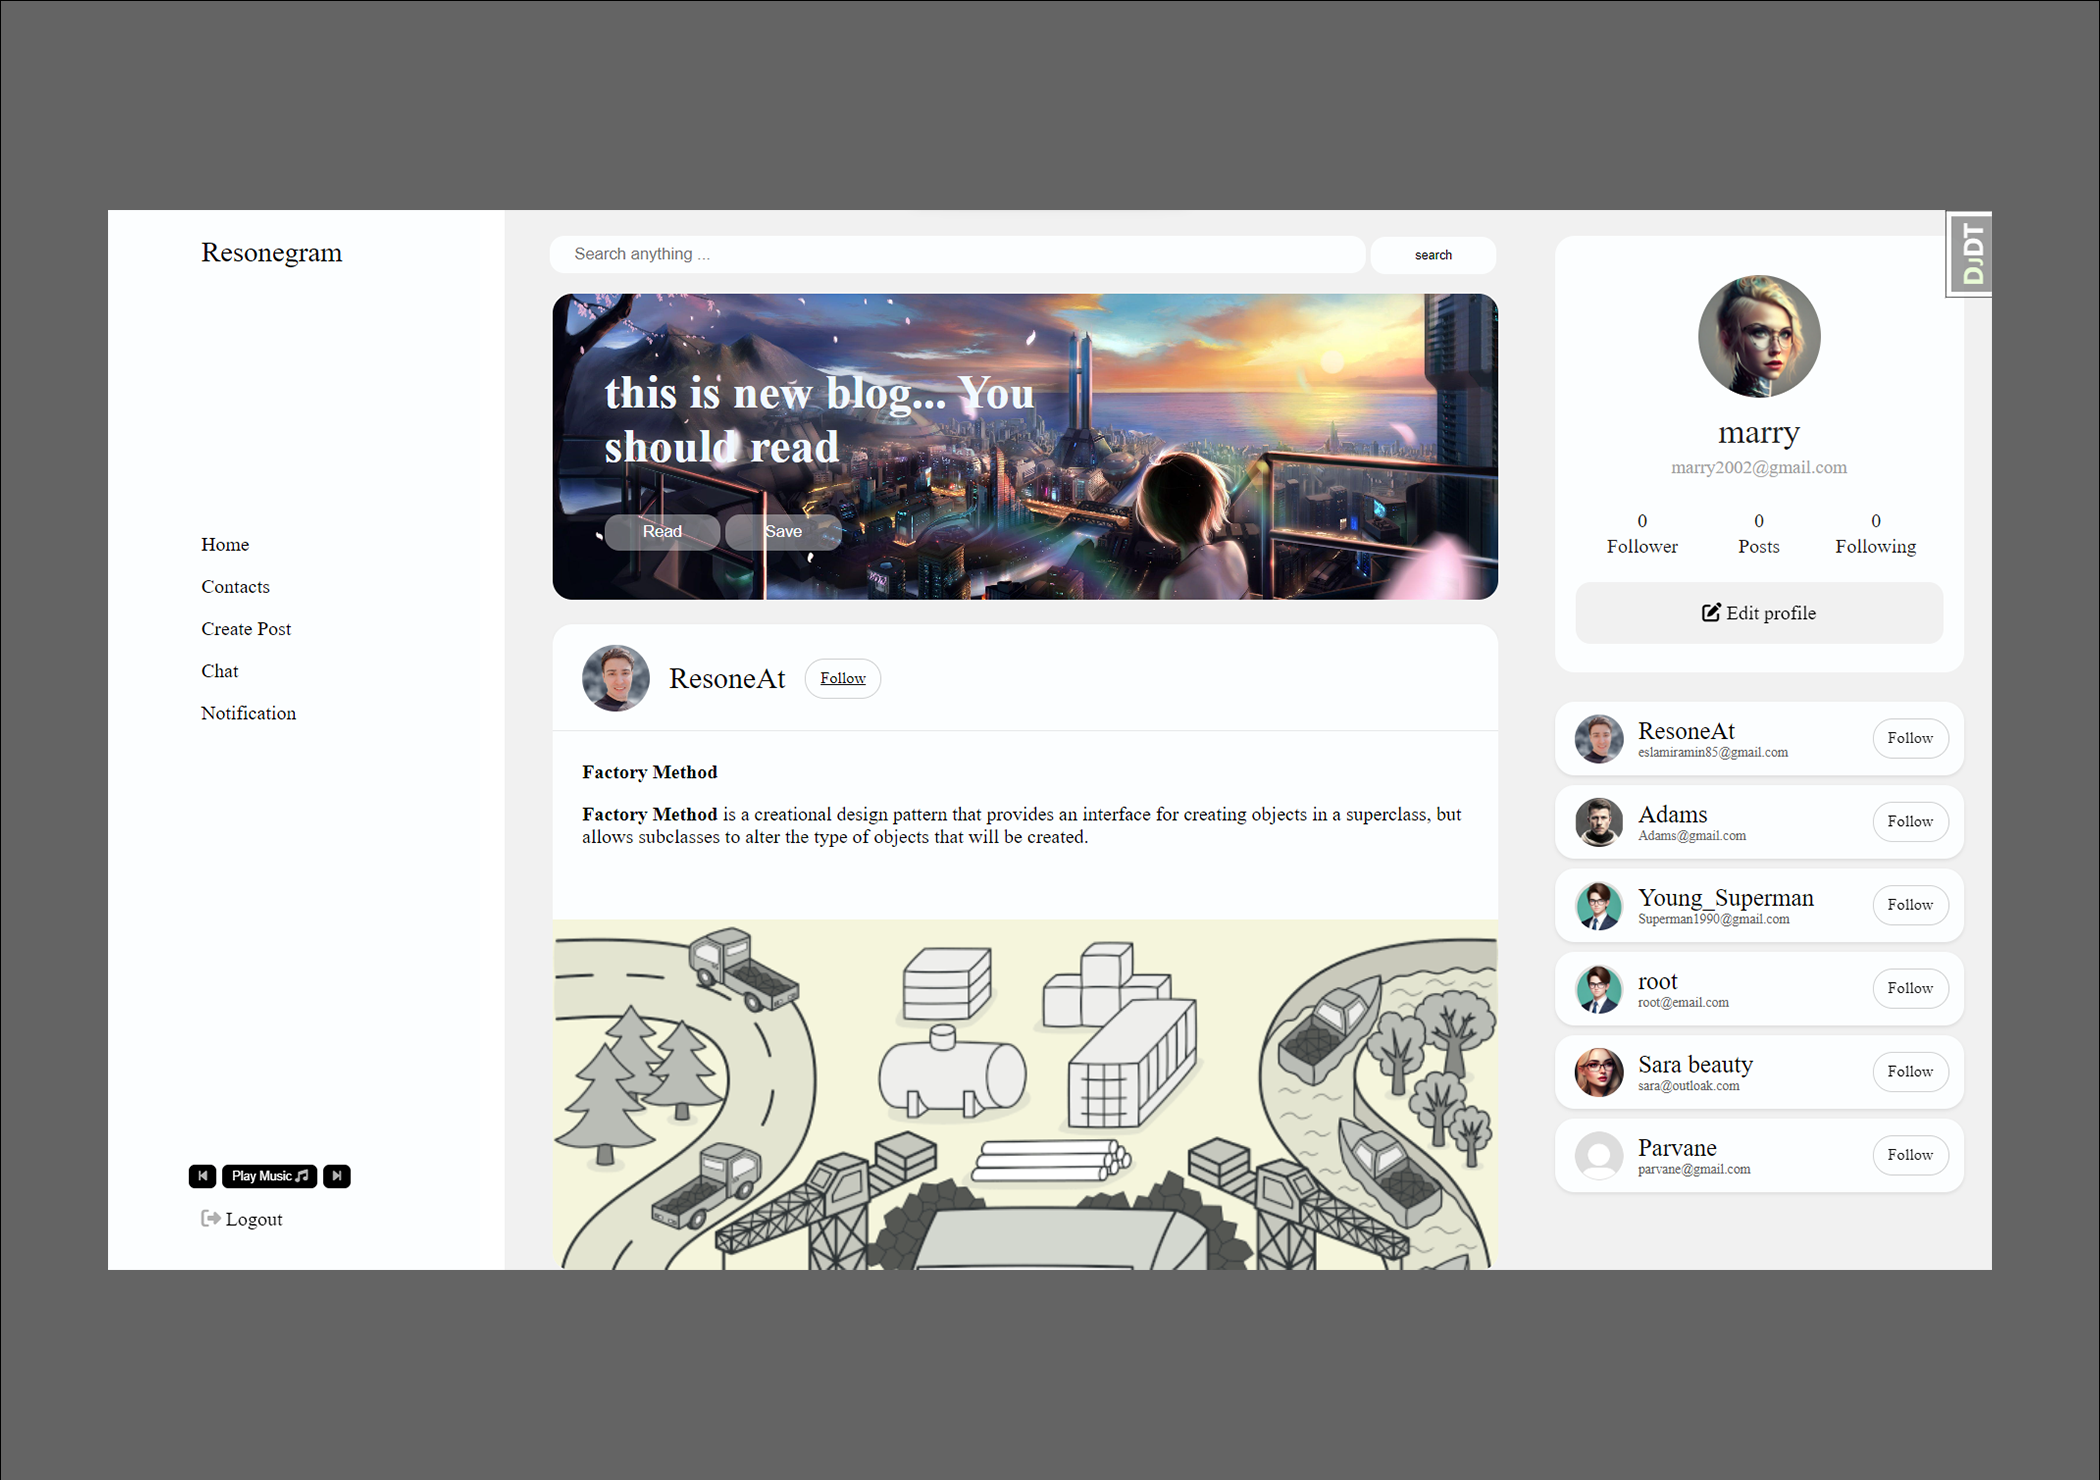 Resonegram
Home
Contacts
Create Post
Chat
Notification
Play Music
Logout
Search anything ...
search
this is new blog... You
should read
Read
Save
ResoneAt
Follow
Factory Method
Factory Method is a creational design pattern that provides an interface for creating objects in a superclass, but
allows subclasses to alter the type of objects that will be created.
DJDT
marry
marry2002@gmail.com
0
Follower
0
Posts
0
Following
Edit profile
ResoneAt
eslamiramin85@gmail.com
Follow
Adams
Adams@gmail.com
Follow
Young_Superman
Superman1990@gmail.com
Follow
root
root@email.com
Follow
Sara beauty
sara@outloak.com
Follow
Parvane
parvane@gmail.com
Follow